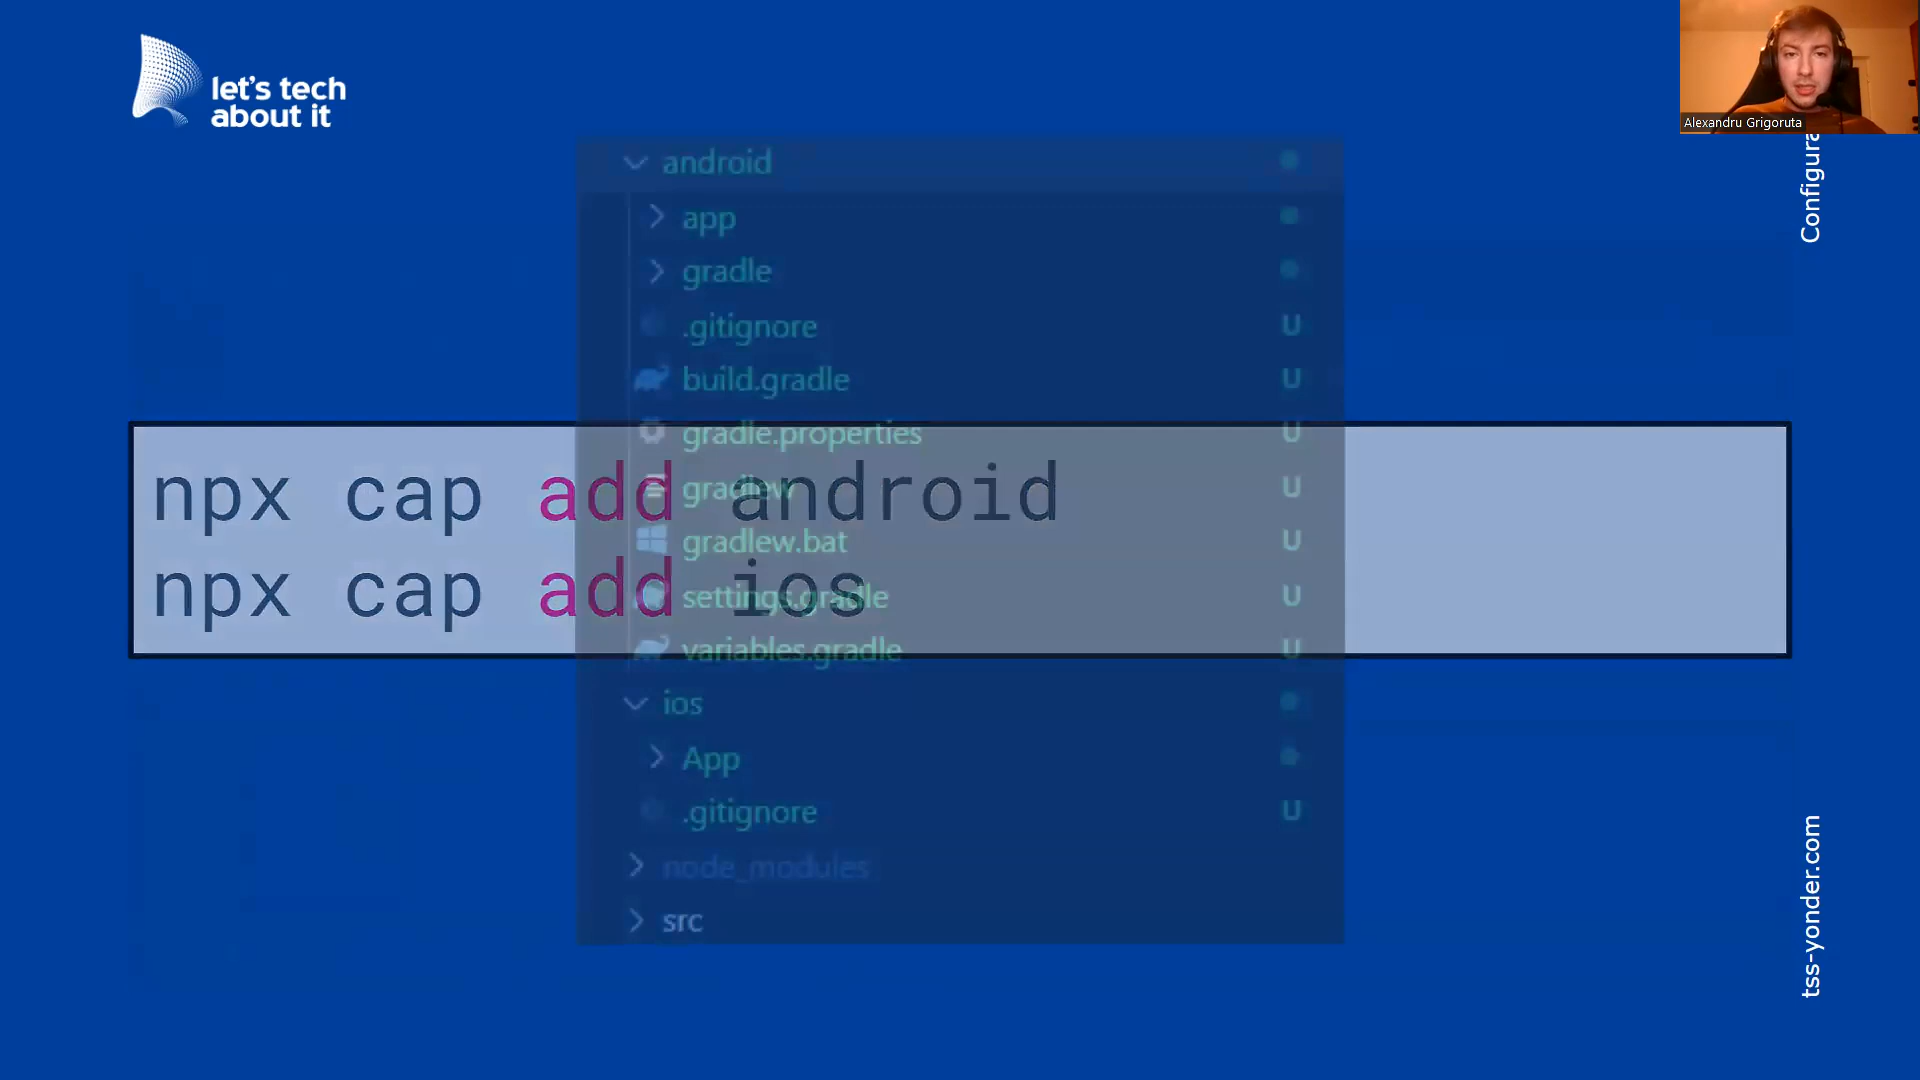 let's tech
about it
Alexandru Grigoruta
Configura
android
app
gradle
.gitignore
U
build.gradle
U
gradle.properties
U
gradlew
U
gradlew.bat
U
settings.gradle
U
variables.gradle
U
ios
App
.gitignore
U
node_modules
src
npx cap add android
npx cap add ios
tss-yonder.com